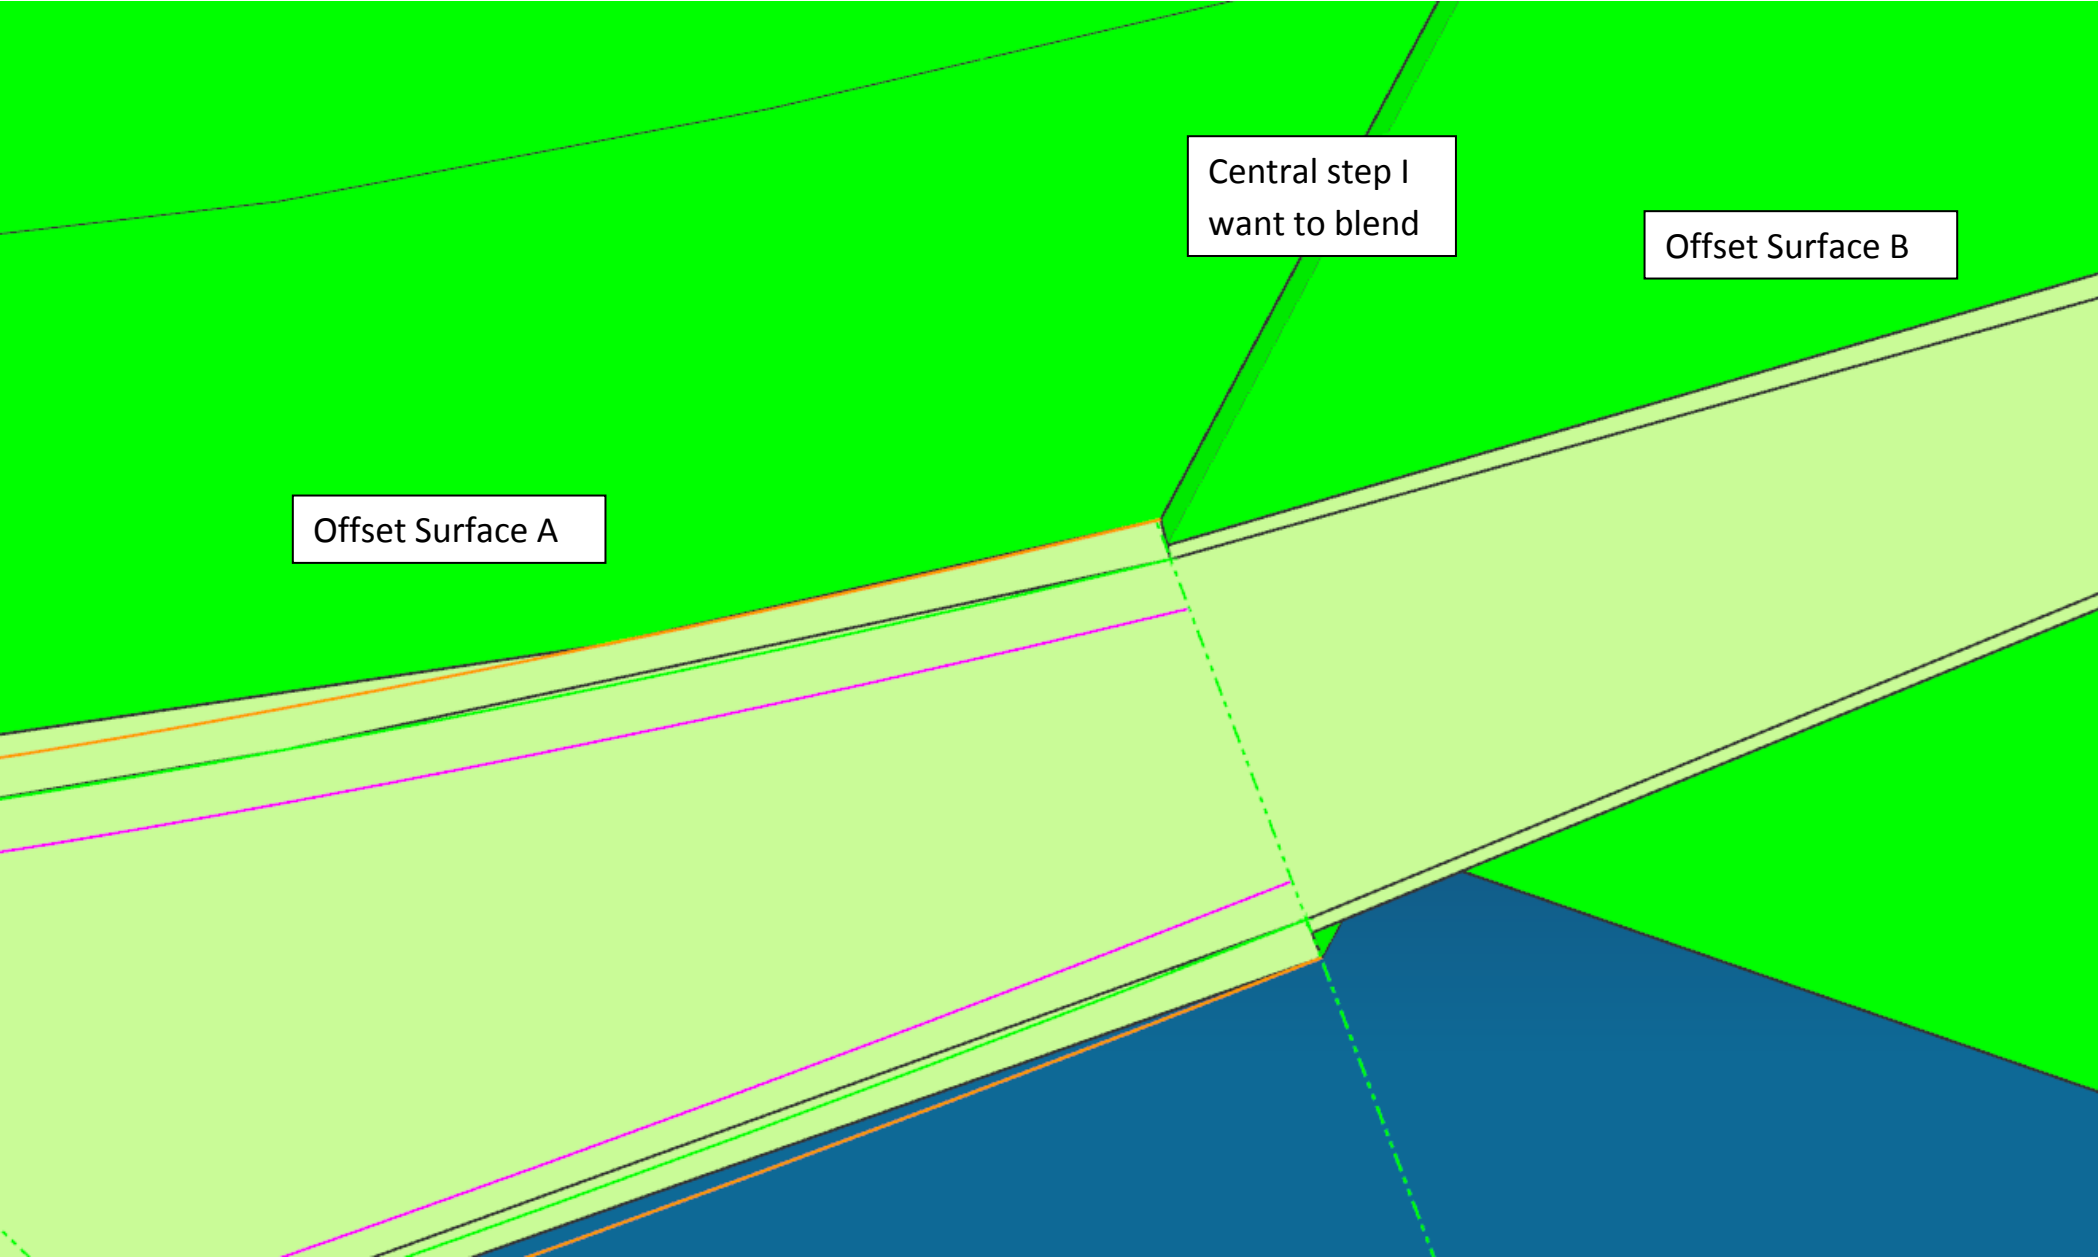 Central step I
want to blend
Offset Surface B
Offset Surface A